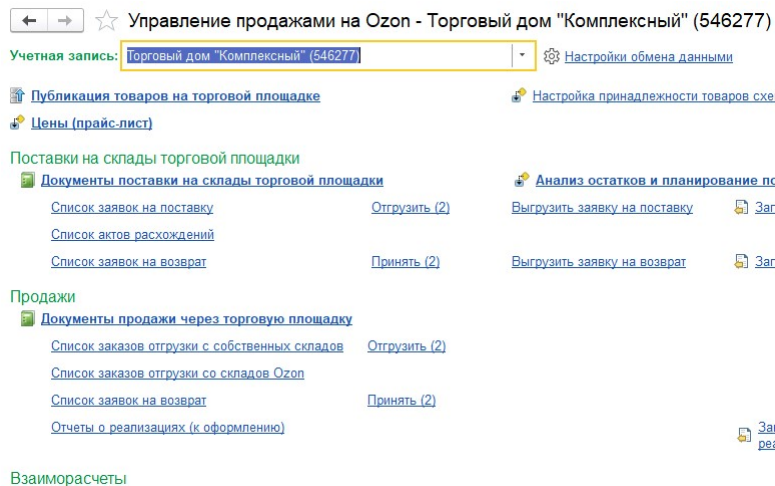 Управление продажами на Ozon - Торговый дом "Комплексный" (546277)
Учетная запись: Торговый дом "Комплексный" (546277) Настройки обмена данными
Публикация товаров на торговой площадке Настройка принадлежности товаров
Цены (прайс-лист)
Поставки на склады торговой площадки
Документы поставки на склады торговой площадки Анализ остатков и планирование
Список заявок на поставку Отгрузить (2) Выгрузить заявку на поставку
Список актов расхождений
Список заявок на возврат Принять (2) Выгрузить заявку на возврат
Продажи
Документы продажи через торговую площадку
Список заказов отгрузки с собственных складов Отгрузить (2)
Список заказов отгрузки со складов Ozon
Список заявок на возврат Принять (2)
Отчеты о реализациях (к оформлению)
Взаиморасчеты